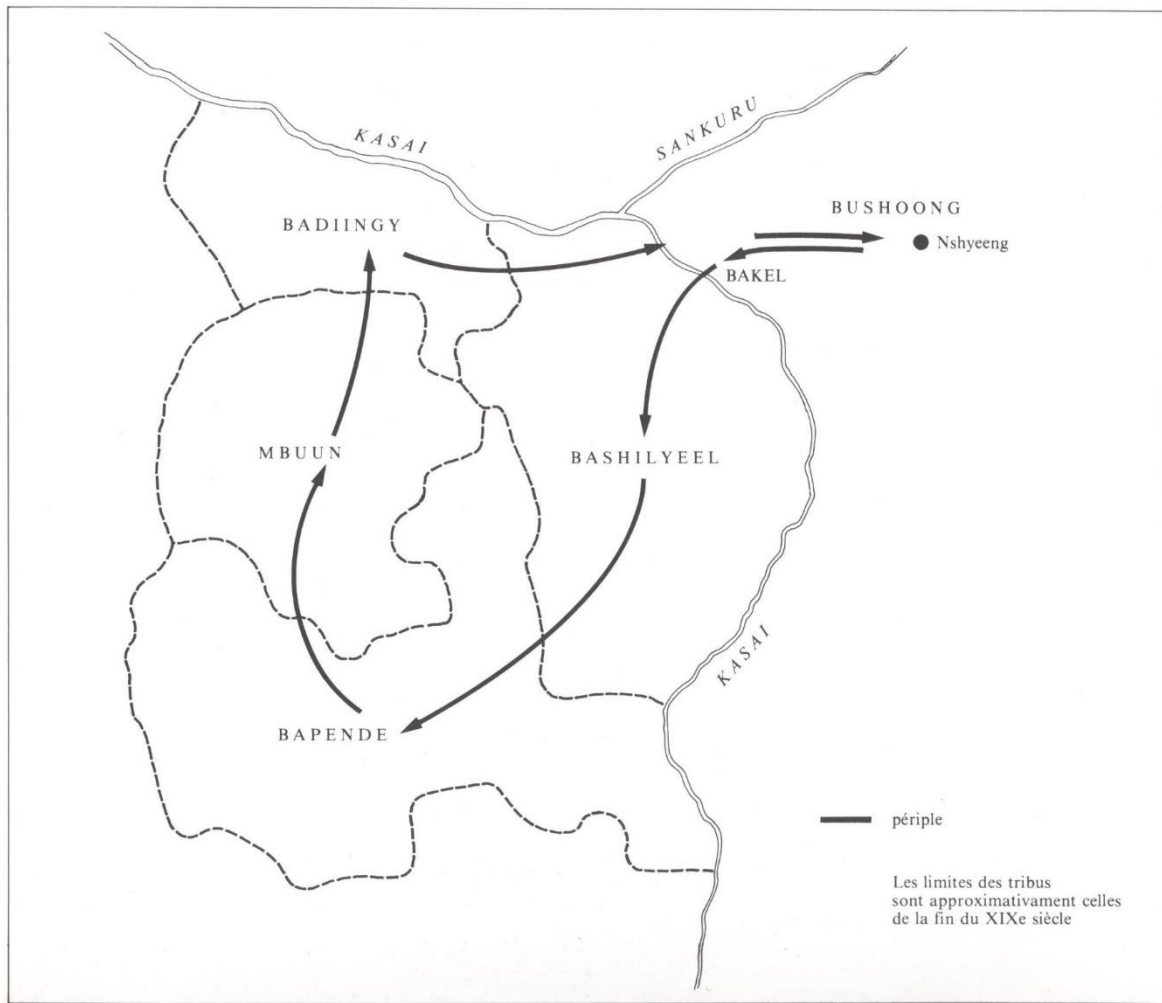 KASAI
SANKURU
BUSHOONG
Nshyeeng
BADIINGY
BAKEL
MBUUN
BASHILYEEL
KASAI
BAPENDE
périple
Les limites des tribus
sont approximativament celles
de la fin du XIXe siècle